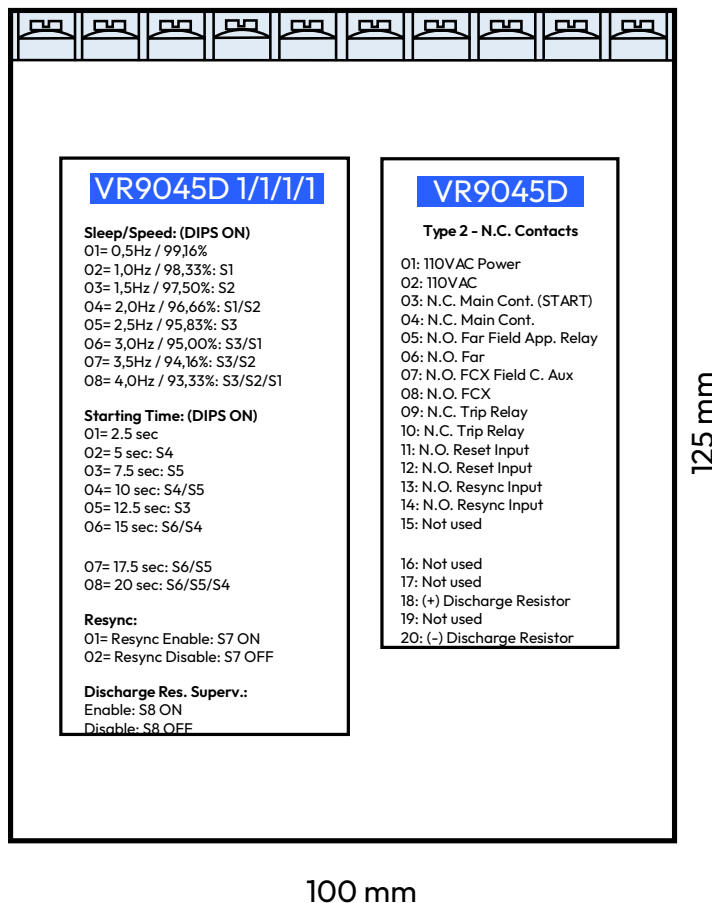 VR9045D 1/1/1/1
Sleep/Speed: (DIPS ON)
01= 0,5Hz / 99,16%
02= 1,0Hz / 98,33%: S1
03= 1,5Hz / 97,50%: S2
04= 2,0Hz / 96,66%: S1/S2
05= 2,5Hz / 95,83%: S3
06= 3,0Hz / 95,00%: S3/S1
07= 3,5Hz / 94,16%: S3/S2
08= 4,0Hz / 93,33%: S3/S2/S1
Starting Time: (DIPS ON)
01= 2.5 sec
02= 5 sec: S4
03= 7.5 sec: S5
04= 10 sec: S4/S5
05= 12.5 sec: S3
06= 15 sec: S6/S4
07= 17.5 sec: S6/S5
08= 20 sec: S6/S5/S4
Resync:
01= Resync Enable: S7 ON
02= Resync Disable: S7 OFF
Discharge Res. Superv.:
Enable: S8 ON
Disable: S8 OFF
VR9045D
Type 2 - N.C. Contacts
01: 110VAC Power
02: 110VAC
03: N.C. Main Cont. (START)
04: N.C. Main Cont.
05: N.O. Far Field App. Relay
06: N.O. Far
07: N.O. FCX Field C. Aux
08: N.O. FCX
09: N.C. Trip Relay
10: N.C. Trip Relay
11: N.O. Reset Input
12: N.O. Reset Input
13: N.O. Resync Input
14: N.O. Resync Input
15: Not used
16: Not used
17: Not used
18: (+) Discharge Resistor
19: Not used
20: (-) Discharge Resistor
125 mm
100 mm